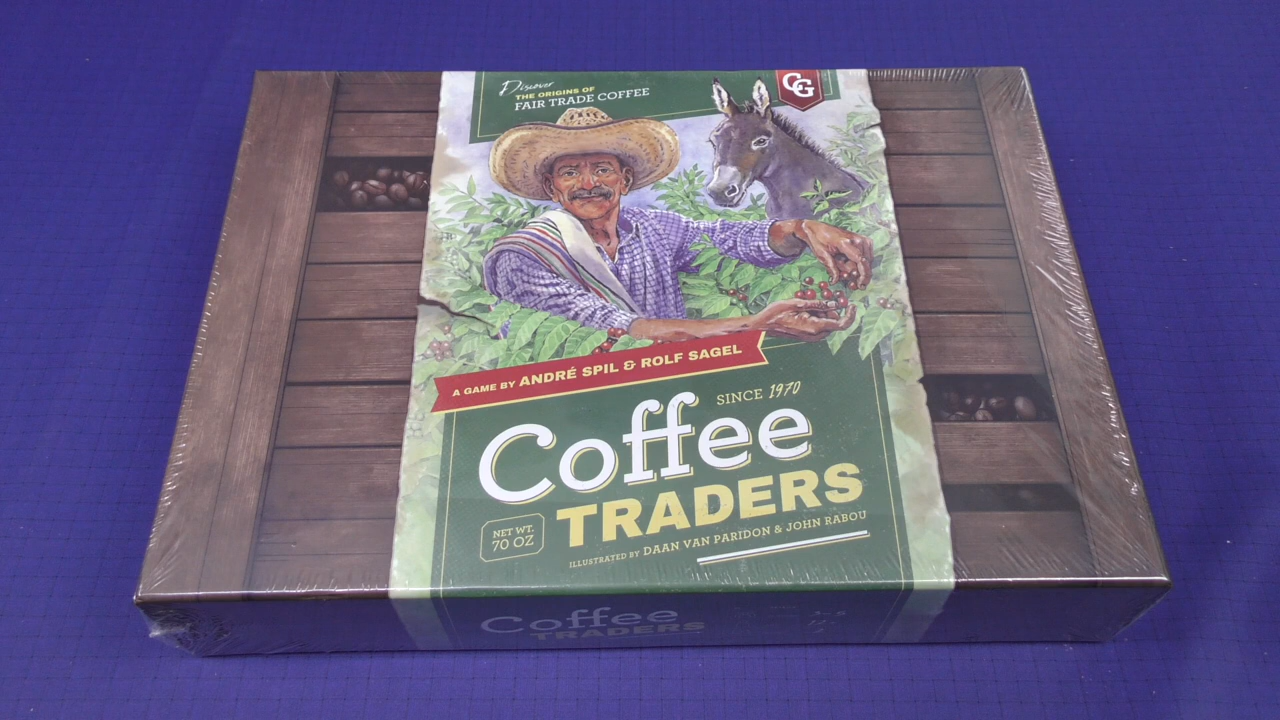 Discover
THE ORIGINS OF
FAIR TRADE COFFEE
CG
A GAME BY ANDRÉ SPIL & ROLF SAGEL
SINCE 1970
Coffee
TRADERS
NET WT.
70 OZ
ILLUSTRATED BY DAAN VAN PARIDON & JOHN RABOU
Coffee
TRADERS